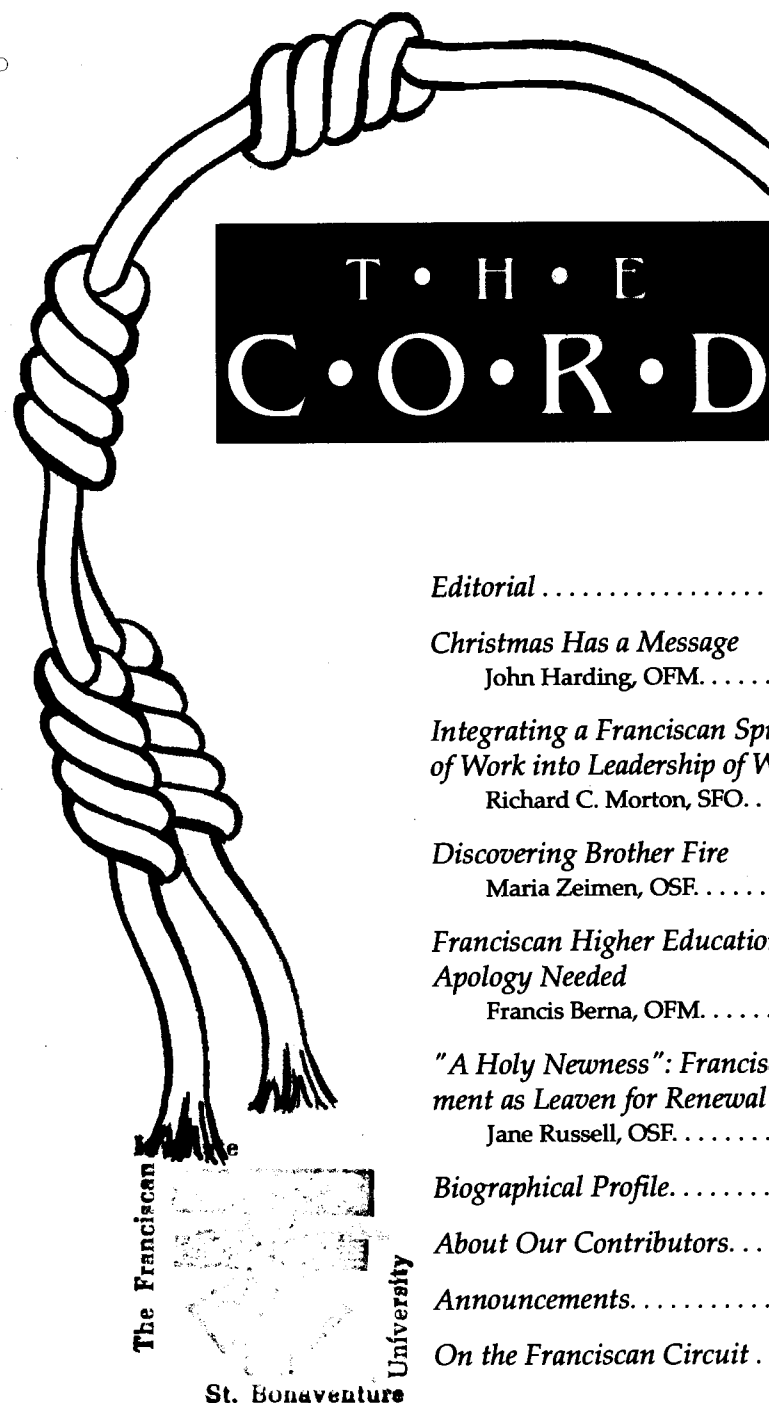 T • H • E
C • O • R • D
Editorial . . . . . . . . . . . . . . . . .
Christmas Has a Message
John Harding, OFM. . . . . .
Integrating a Franciscan Spi
of Work into Leadership of W
Richard C. Morton, SFO. . .
Discovering Brother Fire
Maria Zeimen, OSF. . . . . .
Franciscan Higher Education
Apology Needed
Francis Berna, OFM. . . . . .
"A Holy Newness": Francisc
ment as Leaven for Renewal
Jane Russell, OSF. . . . . . . .
Biographical Profile. . . . . . . .
About Our Contributors. . .
Announcements. . . . . . . . . . .
On the Franciscan Circuit .
The Franciscan
University
St. Bonaventure